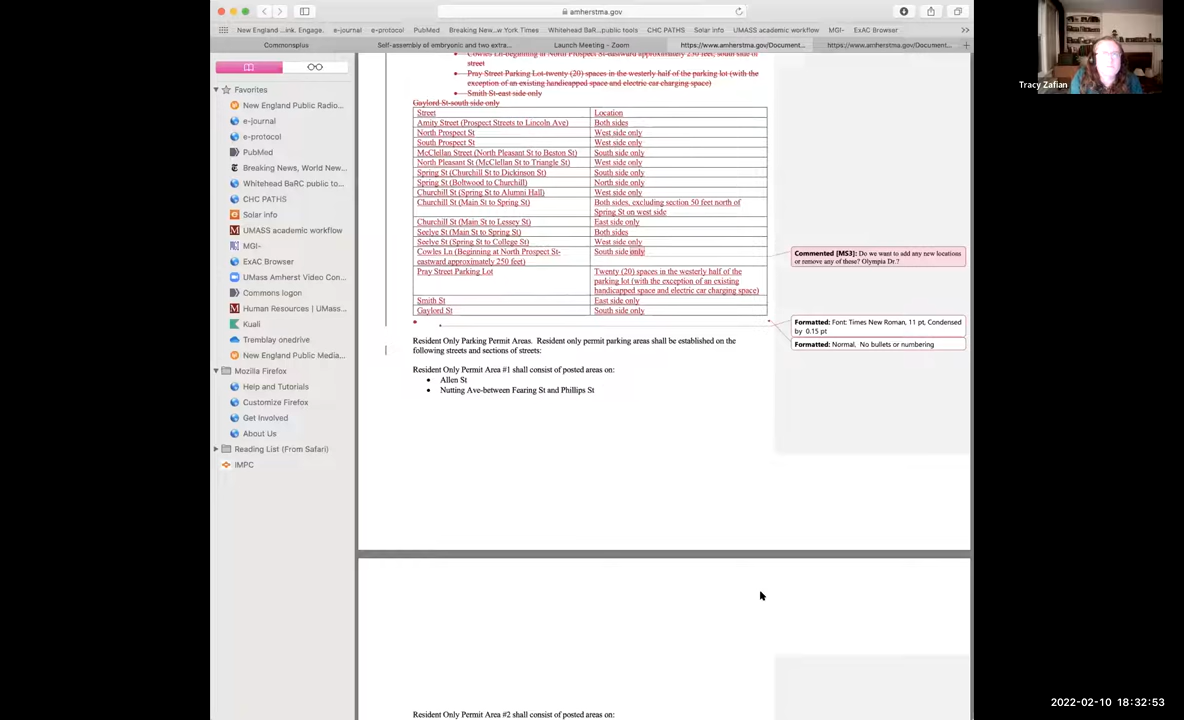 amherstma.gov
New England ...ink. Engage.
e-journal
e-protocol
PubMed
Breaking New...w York Times
Whitehead BaRC public tools
CHC PATHS
Solar info
UMASS academic workflow
MGI-
ExAC Browser
Commonsplus
Self-assembly oil embryonic and two extra...
Launch Meeting - Zoom
https://www.amherstma.gov/Document...
https://www.amherstma.gov/Document...
Tracy Zafian
Favorites
New England Public Radio...
e-journal
e-protocol
PubMed
Breaking News, World New...
Whitehead BaRC public to...
CHC PATHS
Solar info
UMASS academic workflow
MGI-
ExAC Browser
UMass Amherst Video Con...
Commons logon
Human Resources | UMass...
Kuali
Tremblay onedrive
New England Public Media...
Mozilla Firefox
Help and Tutorials
Customize Firefox
Get Involved
About Us
Reading List (From Safari)
IMPC
Cowles Ln-beginning at North Prospect St-eastward approximately 250 feet, south side of
street
Pray Street Parking Lot-twenty (20) spaces in the westerly half of the parking lot (with the
exception of an existing handicapped space and electric car charging space)
Smith St-east side only
Gaylord St-south side only
Street Location
Amity Street (Prospect Streets to Lincoln Ave) Both sides
North Prospect St West side only
South Prospect St West side only
McClellan Street (North Pleasant St to Beston St) South side only
North Pleasant St (McClellan St to Triangle St) West side only
Spring St (Churchill St to Dickinson St) South side only
Spring St (Boltwood to Churchill) North side only
Churchill St (Spring St to Alumni Hall) West side only
Churchill St (Main St to Spring St) Both sides, excluding section 50 feet north of
Spring St on west side
Churchill St (Main St to Lessey St) East side only
Seelye St (Main St to Spring St) Both sides
Seelye St (Spring St to College St) West side only
Cowles Ln (Beginning at North Prospect St- South side only
eastward approximately 250 feet)
Pray Street Parking Lot Twenty (20) spaces in the westerly half of the
parking lot (with the exception of an existing
handicapped space and electric car charging space)
Smith St East side only
Gaylord St South side only
Commented [MS3]: Do we want to add any new locations
or remove any of these? Olympia Dr.?
Formatted: Font: Times New Roman, 11 pt, Condensed
by 0.15 pt
Formatted: Normal, No bullets or numbering
Resident Only Parking Permit Areas. Resident only permit parking areas shall be established on the
following streets and sections of streets:
Resident Only Permit Area #1 shall consist of posted areas on:
Allen St
Nutting Ave-between Fearing St and Phillips St
Resident Only Permit Area #2 shall consist of posted areas on:
2022-02-10 18:32:53